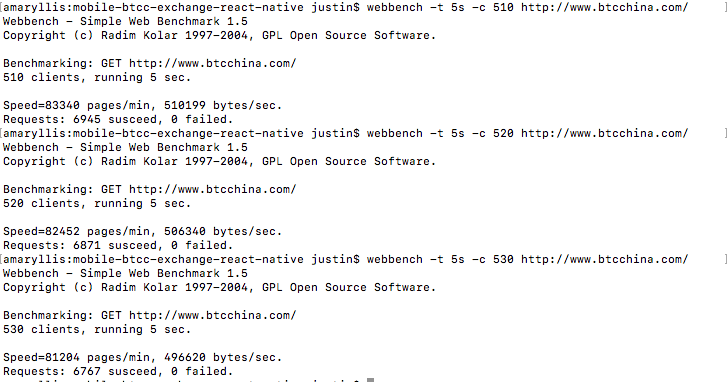 [amaryllis:mobile-btcc-exchange-react-native justin$ webbench -t 5s -c 510 http://www.btcchina.com/ ]
Webbench - Simple Web Benchmark 1.5
Copyright (c) Radim Kolar 1997-2004, GPL Open Source Software.
Benchmarking: GET http://www.btcchina.com/
510 clients, running 5 sec.
Speed=83340 pages/min, 510199 bytes/sec.
Requests: 6945 susceed, 0 failed.
[amaryllis:mobile-btcc-exchange-react-native justin$ webbench -t 5s -c 520 http://www.btcchina.com/ ]
Webbench - Simple Web Benchmark 1.5
Copyright (c) Radim Kolar 1997-2004, GPL Open Source Software.
Benchmarking: GET http://www.btcchina.com/
520 clients, running 5 sec.
Speed=82452 pages/min, 506340 bytes/sec.
Requests: 6871 susceed, 0 failed.
[amaryllis:mobile-btcc-exchange-react-native justin$ webbench -t 5s -c 530 http://www.btcchina.com/ ]
Webbench - Simple Web Benchmark 1.5
Copyright (c) Radim Kolar 1997-2004, GPL Open Source Software.
Benchmarking: GET http://www.btcchina.com/
530 clients, running 5 sec.
Speed=81204 pages/min, 496620 bytes/sec.
Requests: 6767 susceed, 0 failed.